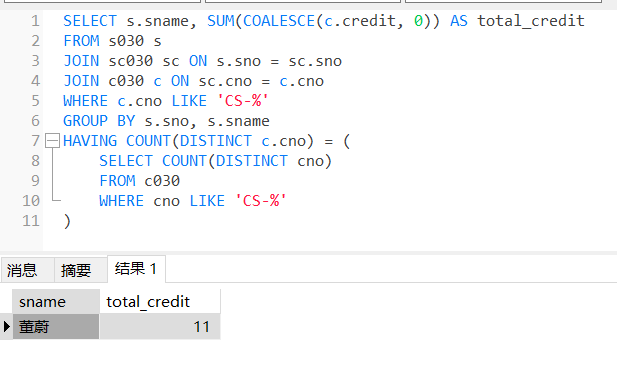 1 SELECT s.sname, SUM(COALESCE(c.credit, 0)) AS total_credit
2 FROM s030 s
3 JOIN sc030 sc ON s.sno = sc.sno
4 JOIN c030 c ON sc.cno = c.cno
5 WHERE c.cno LIKE 'CS-%'
6 GROUP BY s.sno, s.sname
7 HAVING COUNT(DISTINCT c.cno) = (
8     SELECT COUNT(DISTINCT cno)
9     FROM c030
10     WHERE cno LIKE 'CS-%'
11 )
消息 摘要 结果 1
sname total_credit
董蔚 11